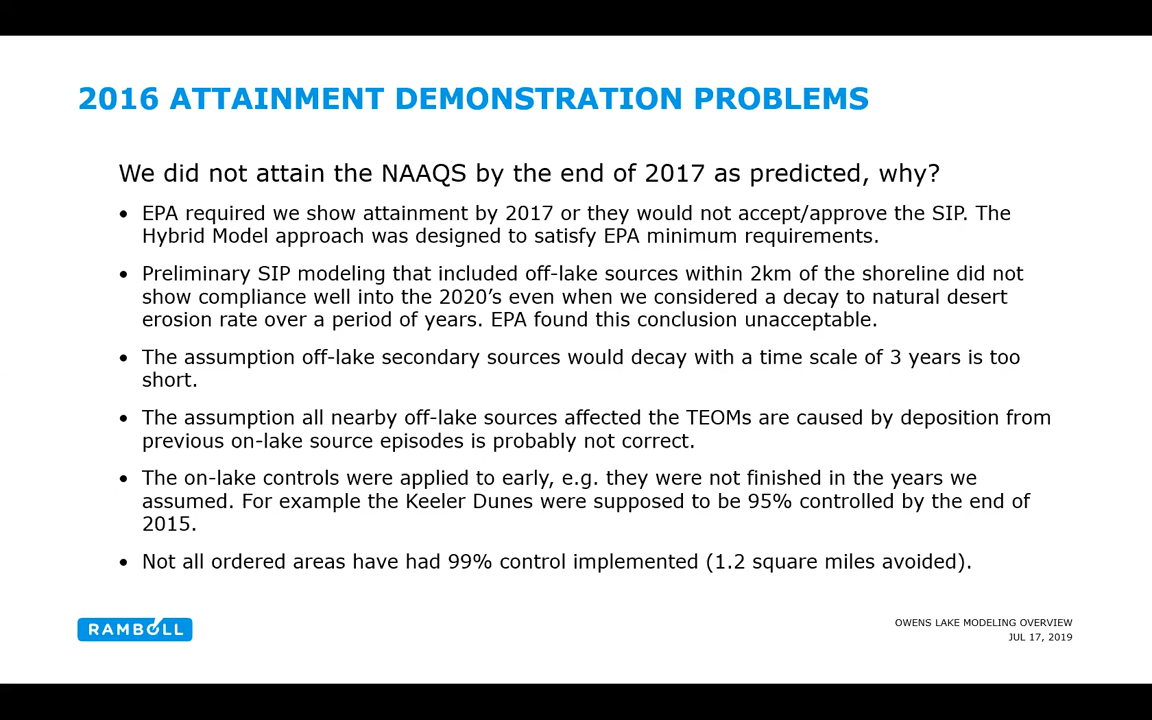 2016 ATTAINMENT DEMONSTRATION PROBLEMS
We did not attain the NAAQS by the end of 2017 as predicted, why?
• EPA required we show attainment by 2017 or they would not accept/approve the SIP. The
Hybrid Model approach was designed to satisfy EPA minimum requirements.
• Preliminary SIP modeling that included off-lake sources within 2km of the shoreline did not
show compliance well into the 2020's even when we considered a decay to natural desert
erosion rate over a period of years. EPA found this conclusion unacceptable.
• The assumption off-lake secondary sources would decay with a time scale of 3 years is too
short.
• The assumption all nearby off-lake sources affected the TEOMs are caused by deposition from
previous on-lake source episodes is probably not correct.
• The on-lake controls were applied to early, e.g. they were not finished in the years we
assumed. For example the Keeler Dunes were supposed to be 95% controlled by the end of
2015.
• Not all ordered areas have had 99% control implemented (1.2 square miles avoided).
RAMBOLL
OWENS LAKE MODELING OVERVIEW
JUL 17, 2019